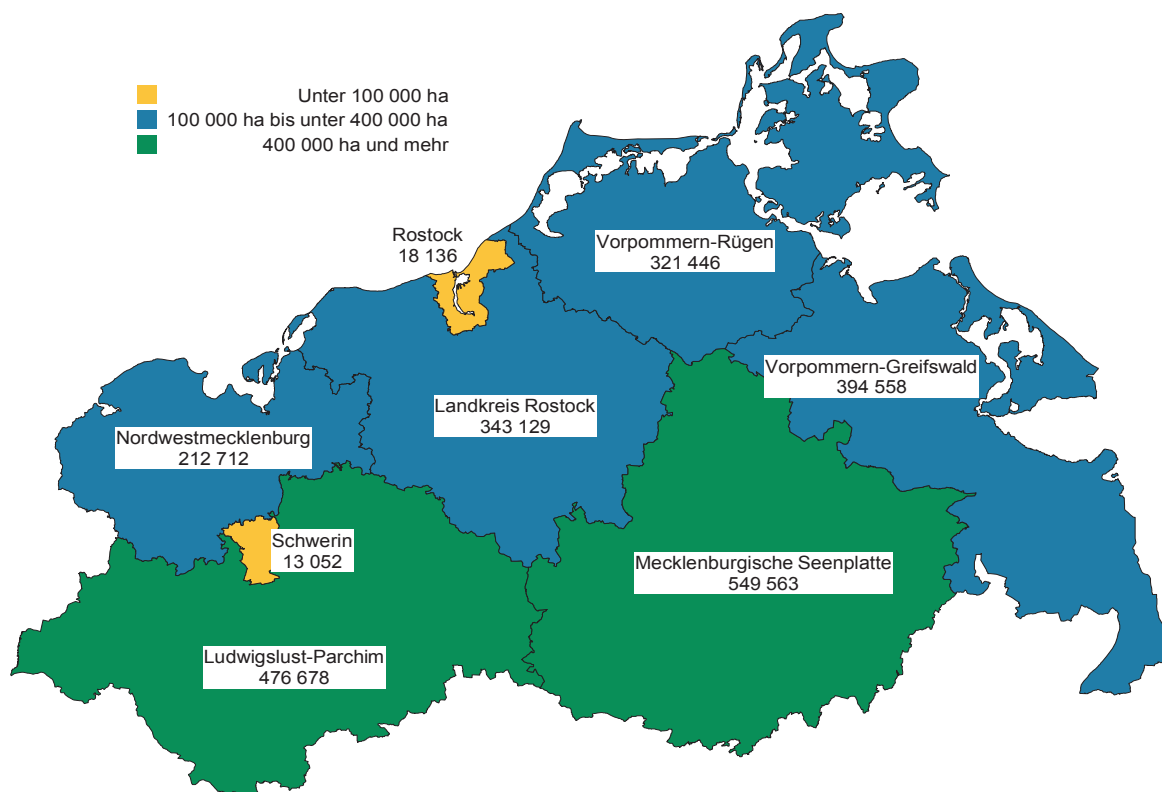 Unter 100 000 ha
100 000 ha bis unter 400 000 ha
400 000 ha und mehr
Rostock
18 136
Vorpommern-Rügen
321 446
Vorpommern-Greifswald
394 558
Landkreis Rostock
343 129
Nordwestmecklenburg
212 712
Schwerin
13 052
Mecklenburgische Seenplatte
549 563
Ludwigslust-Parchim
476 678